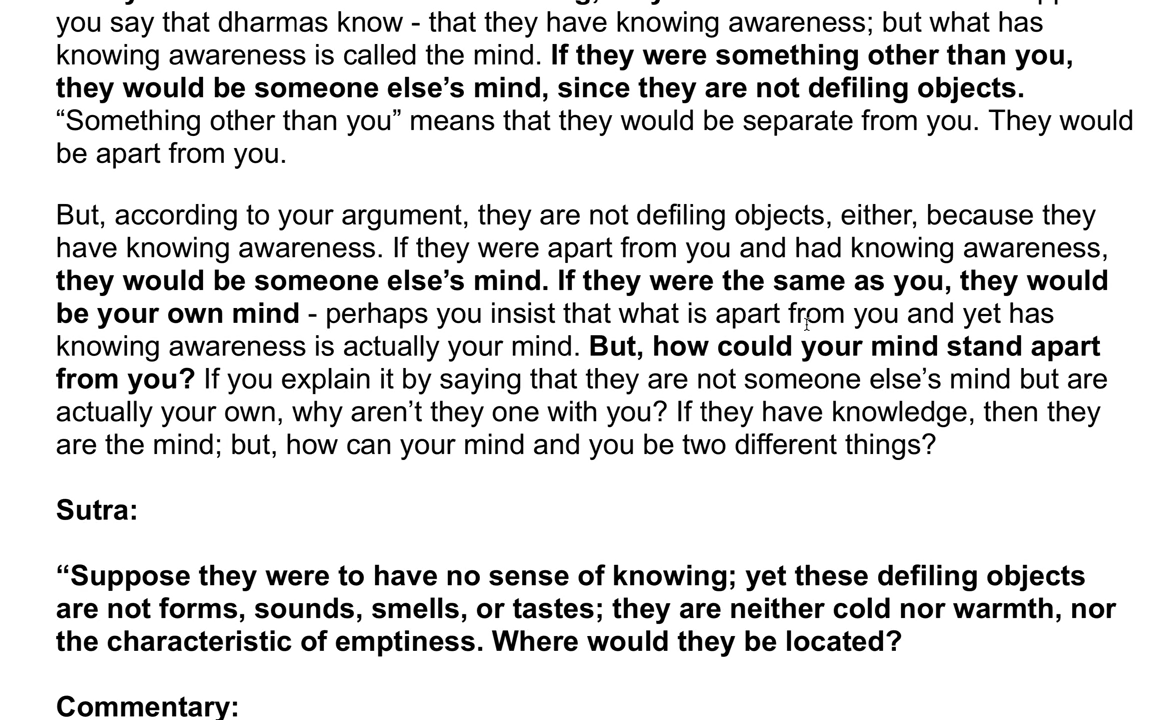 you say that dharmas know - that they have knowing awareness; but what has
knowing awareness is called the mind. If they were something other than you,
they would be someone else’s mind, since they are not defiling objects.
“Something other than you” means that they would be separate from you. They would
be apart from you.
But, according to your argument, they are not defiling objects, either, because they
have knowing awareness. If they were apart from you and had knowing awareness,
they would be someone else’s mind. If they were the same as you, they would
be your own mind - perhaps you insist that what is apart from you and yet has
knowing awareness is actually your mind. But, how could your mind stand apart
from you? If you explain it by saying that they are not someone else’s mind but are
actually your own, why aren’t they one with you? If they have knowledge, then they
are the mind; but, how can your mind and you be two different things?
Sutra:
“Suppose they were to have no sense of knowing; yet these defiling objects
are not forms, sounds, smells, or tastes; they are neither cold nor warmth, nor
the characteristic of emptiness. Where would they be located?
Commentary: